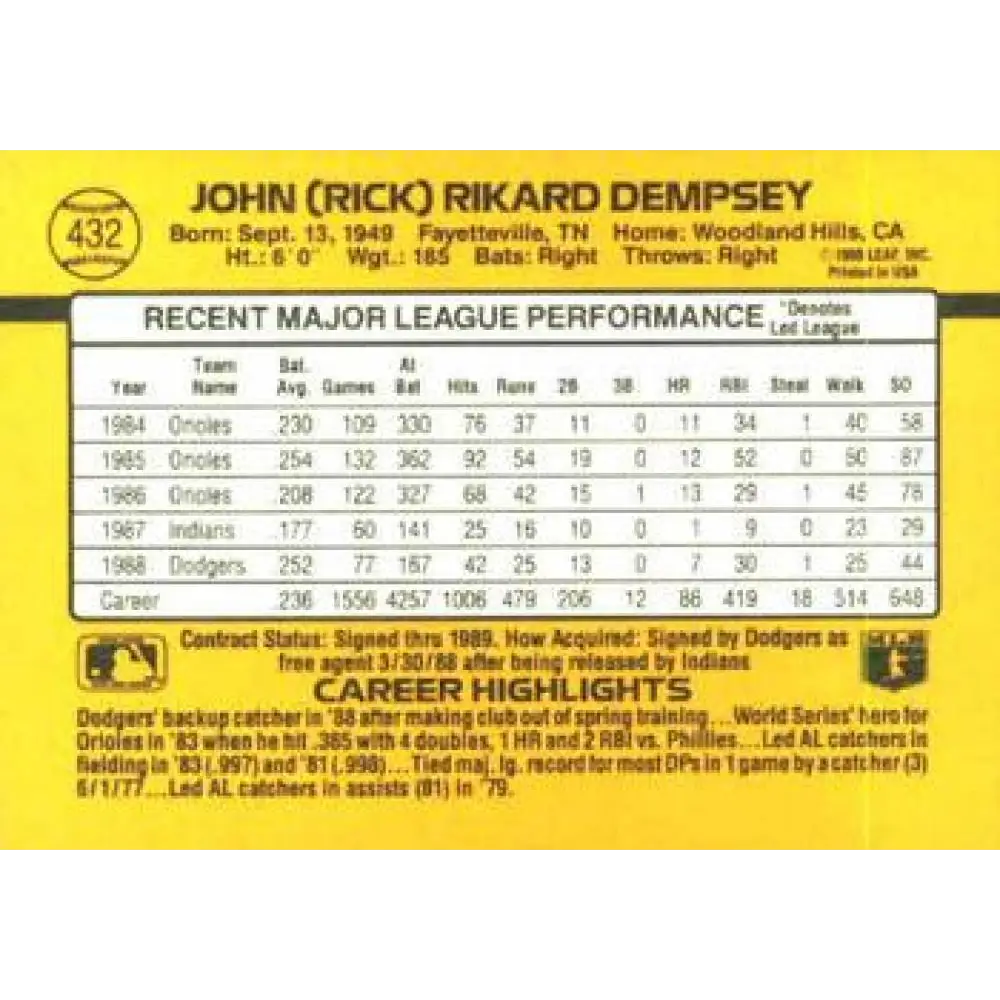 432
JOHN (RICK) RIKARD DEMPSEY
Born: Sept. 13, 1949 Fayetteville, TN Home: Woodland Hills, CA
Ht.: 6'0" Wgt.: 185 Bats: Right Throws: Right
LEAF, INC.
Printed in USA
RECENT MAJOR LEAGUE PERFORMANCE *Denotes Led League
Year Team Name Bat. Avg. Games At Bat Hits Runs 2B 3B HR RBI Steal Walk SO
1984 Orioles .230 109 330 76 37 11 0 11 34 1 40 58
1985 Orioles .254 132 362 92 54 19 0 12 52 0 50 87
1986 Orioles .208 122 327 68 42 15 1 13 29 1 45 78
1987 Indians .177 60 141 25 16 10 0 1 9 0 23 29
1988 Dodgers .252 77 167 42 25 13 0 7 30 1 25 44
Career .236 1556 4257 1006 479 206 12 86 419 18 514 648
Contract Status: Signed thru 1989. How Acquired: Signed by Dodgers as
free agent 3/30/88 after being released by Indians
CAREER HIGHLIGHTS
Dodgers' backup catcher in '88 after making club out of spring training...World Series' hero for
Orioles in '83 when he hit .385 with 4 doubles, 1 HR and 2 RBI vs. Phillies...Led AL catchers in
fielding in '83 (.997) and '81 (.998)...Tied maj. lg. record for most DPs in 1 game by a catcher (3)
6/1/77...Led AL catchers in assists (81) in '79.